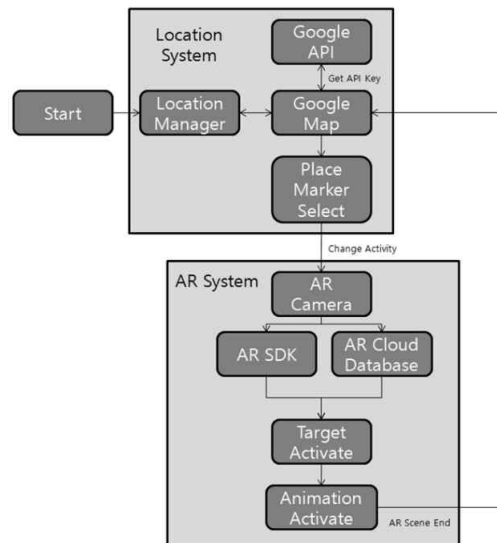 Location
System
Google
API
Get API Key
Start
Location
Manager
Google
Map
Place
Marker
Select
Change Activity
AR System
AR
Camera
AR SDK
AR Cloud
Database
Target
Activate
Animation
Activate
AR Scene End